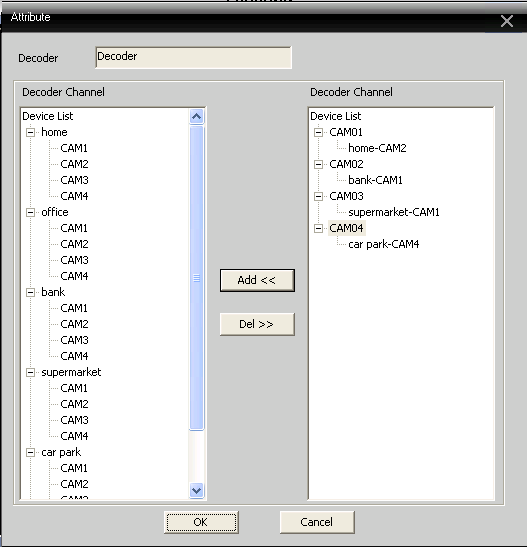 Attribute
Decoder
Decoder
Decoder Channel
Device List
home
CAM1
CAM2
CAM3
CAM4
office
CAM1
CAM2
CAM3
CAM4
bank
CAM1
CAM2
CAM3
CAM4
supermarket
CAM1
CAM2
CAM3
CAM4
car park
CAM1
CAM2
CAM3
Add <<
Del >>
Decoder Channel
Device List
CAM01
home-CAM2
CAM02
bank-CAM1
CAM03
supermarket-CAM1
CAM04
car park-CAM4
OK
Cancel